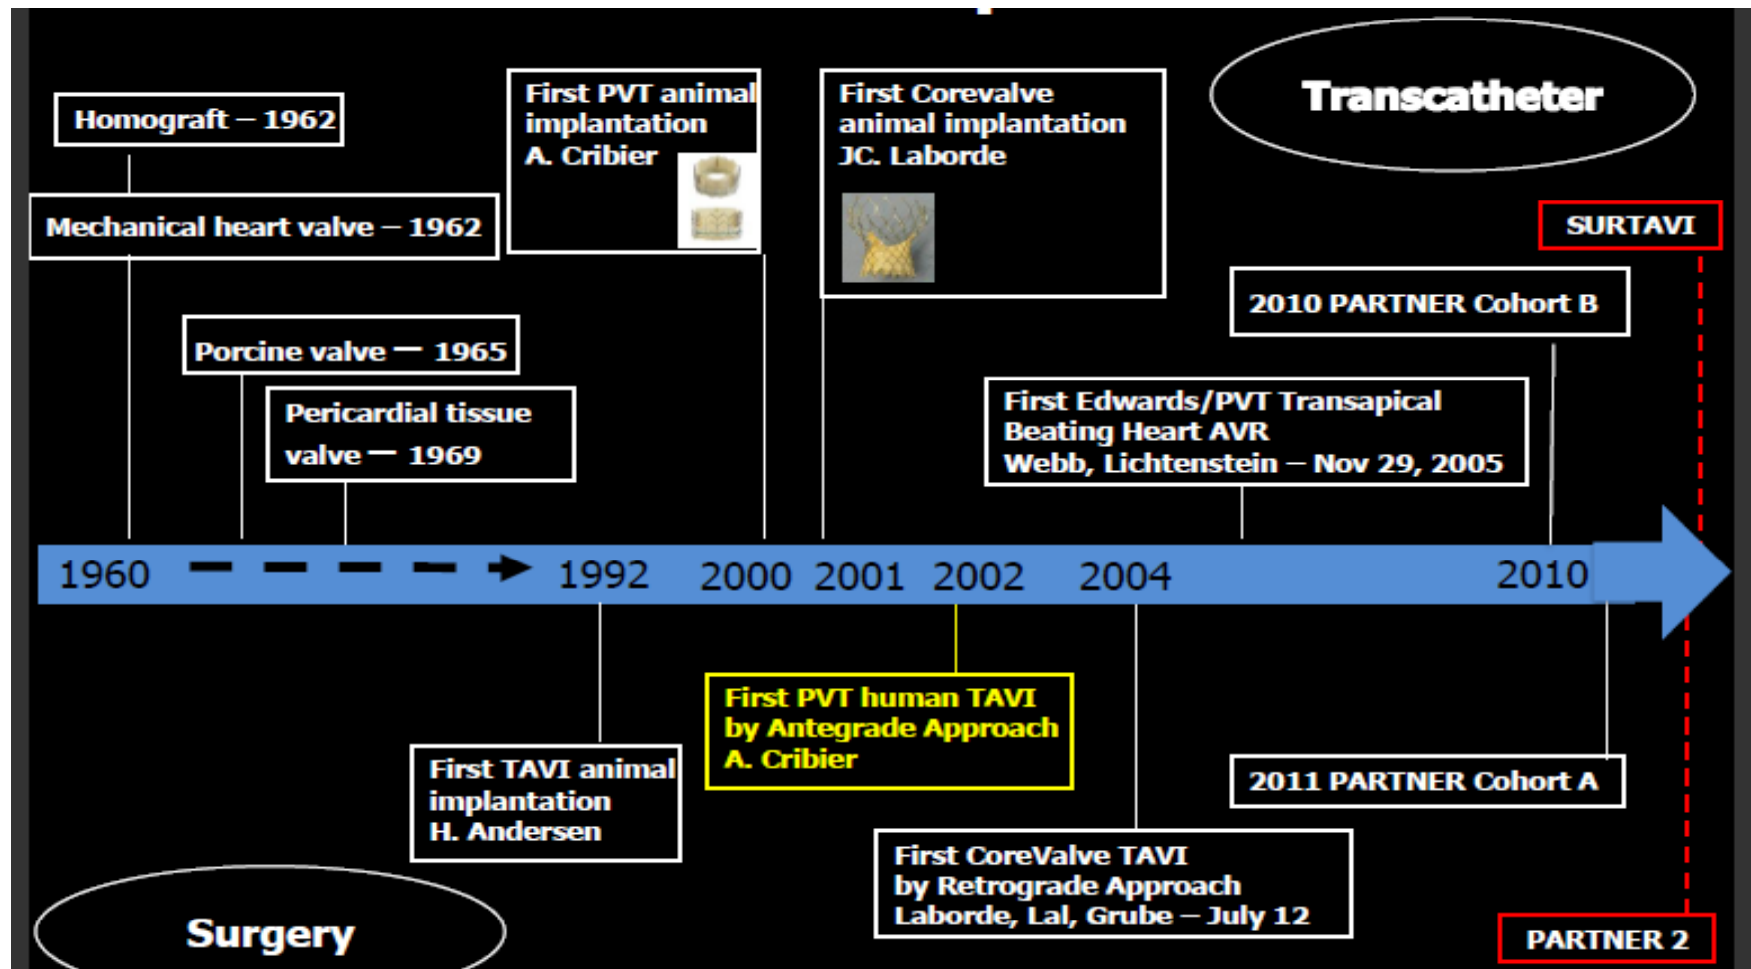 Transcatheter
Homograft – 1962
Mechanical heart valve – 1962
Porcine valve — 1965
Pericardial tissue
valve — 1969
First PVT animal
implantation
A. Cribier
First Corevalve
animal implantation
JC. Laborde
SURTAVI
2010 PARTNER Cohort B
First Edwards/PVT Transapical
Beating Heart AVR
Webb, Lichtenstein – Nov 29, 2005
1960
1992
2000
2001
2002
2004
2010
First TAVI animal
implantation
H. Andersen
First PVT human TAVI
by Antegrade Approach
A. Cribier
First CoreValve TAVI
by Retrograde Approach
Laborde, Lal, Grube – July 12
2011 PARTNER Cohort A
PARTNER 2
Surgery